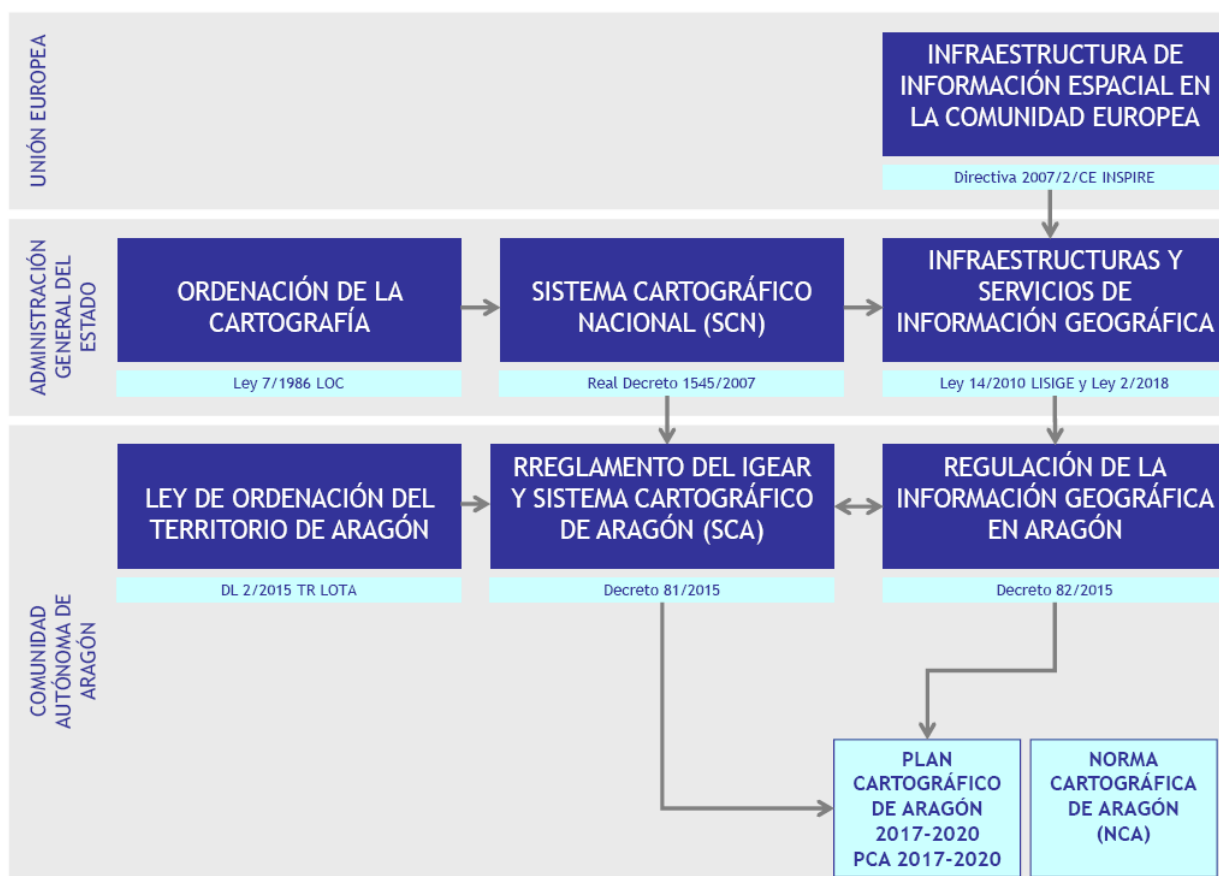 UNIÓN EUROPEA
INFRAESTRUCTURA DE
INFORMACIÓN ESPACIAL EN
LA COMUNIDAD EUROPEA
Directiva 2007/2/CE INSPIRE
ADMINISTRACIÓN
GENERAL DEL
ESTADO
ORDENACIÓN DE LA
CARTOGRAFÍA
Ley 7/1986 LOC
SISTEMA CARTOGRÁFICO
NACIONAL (SCN)
Real Decreto 1545/2007
INFRAESTRUCTURAS Y
SERVICIOS DE
INFORMACIÓN GEOGRÁFICA
Ley 14/2010 LISIGE y Ley 2/2018
COMUNIDAD
AUTÓNOMA DE
ARAGÓN
LEY DE ORDENACIÓN DEL
TERRITORIO DE ARAGÓN
DL 2/2015 TR LOTA
RREGLAMENTO DEL IGEAR
Y SISTEMA CARTOGRÁFICO
DE ARAGÓN (SCA)
Decreto 81/2015
REGULACIÓN DE LA
INFORMACIÓN GEOGRÁFICA
EN ARAGÓN
Decreto 82/2015
PLAN
CARTOGRÁFICO
DE ARAGÓN
2017-2020
PCA 2017-2020
NORMA
CARTOGRÁFICA
DE ARAGÓN
(NCA)